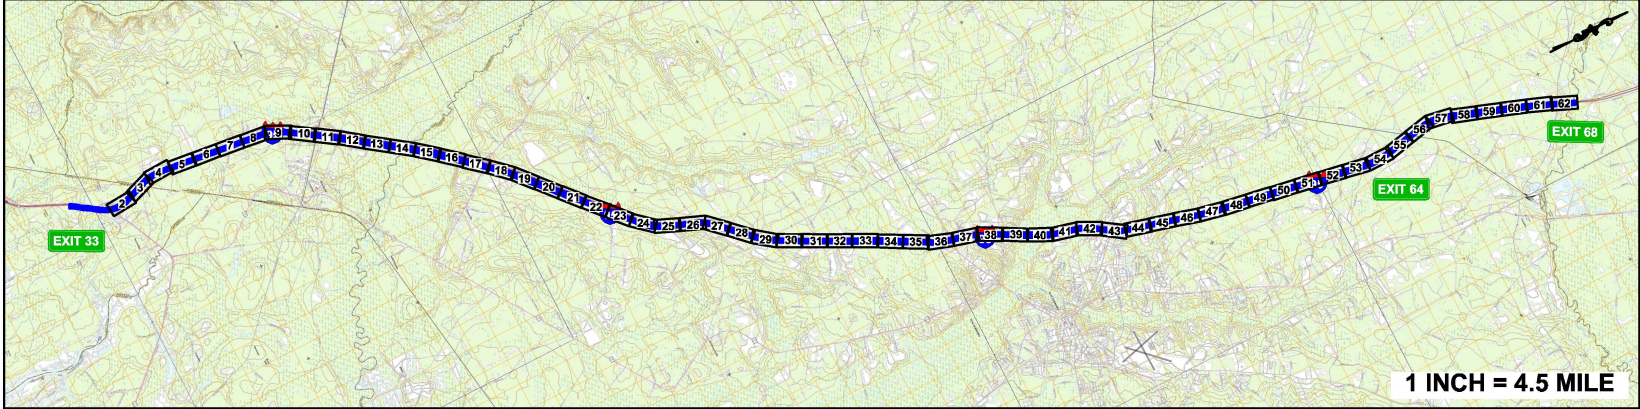 2 3 4 5 6 7 8 9 10 11 12 13 14 15 16 17 18 19 20 21 22 23 24 25 26 27 28 29 30 31 32 33 34 35 36 37 38 39 40 41 42 43 44 45 46 47 48 49 50 51 52 53 54 55 56 57 58 59 60 61 62
EXIT 33
EXIT 64
EXIT 68
1 INCH = 4.5 MILE